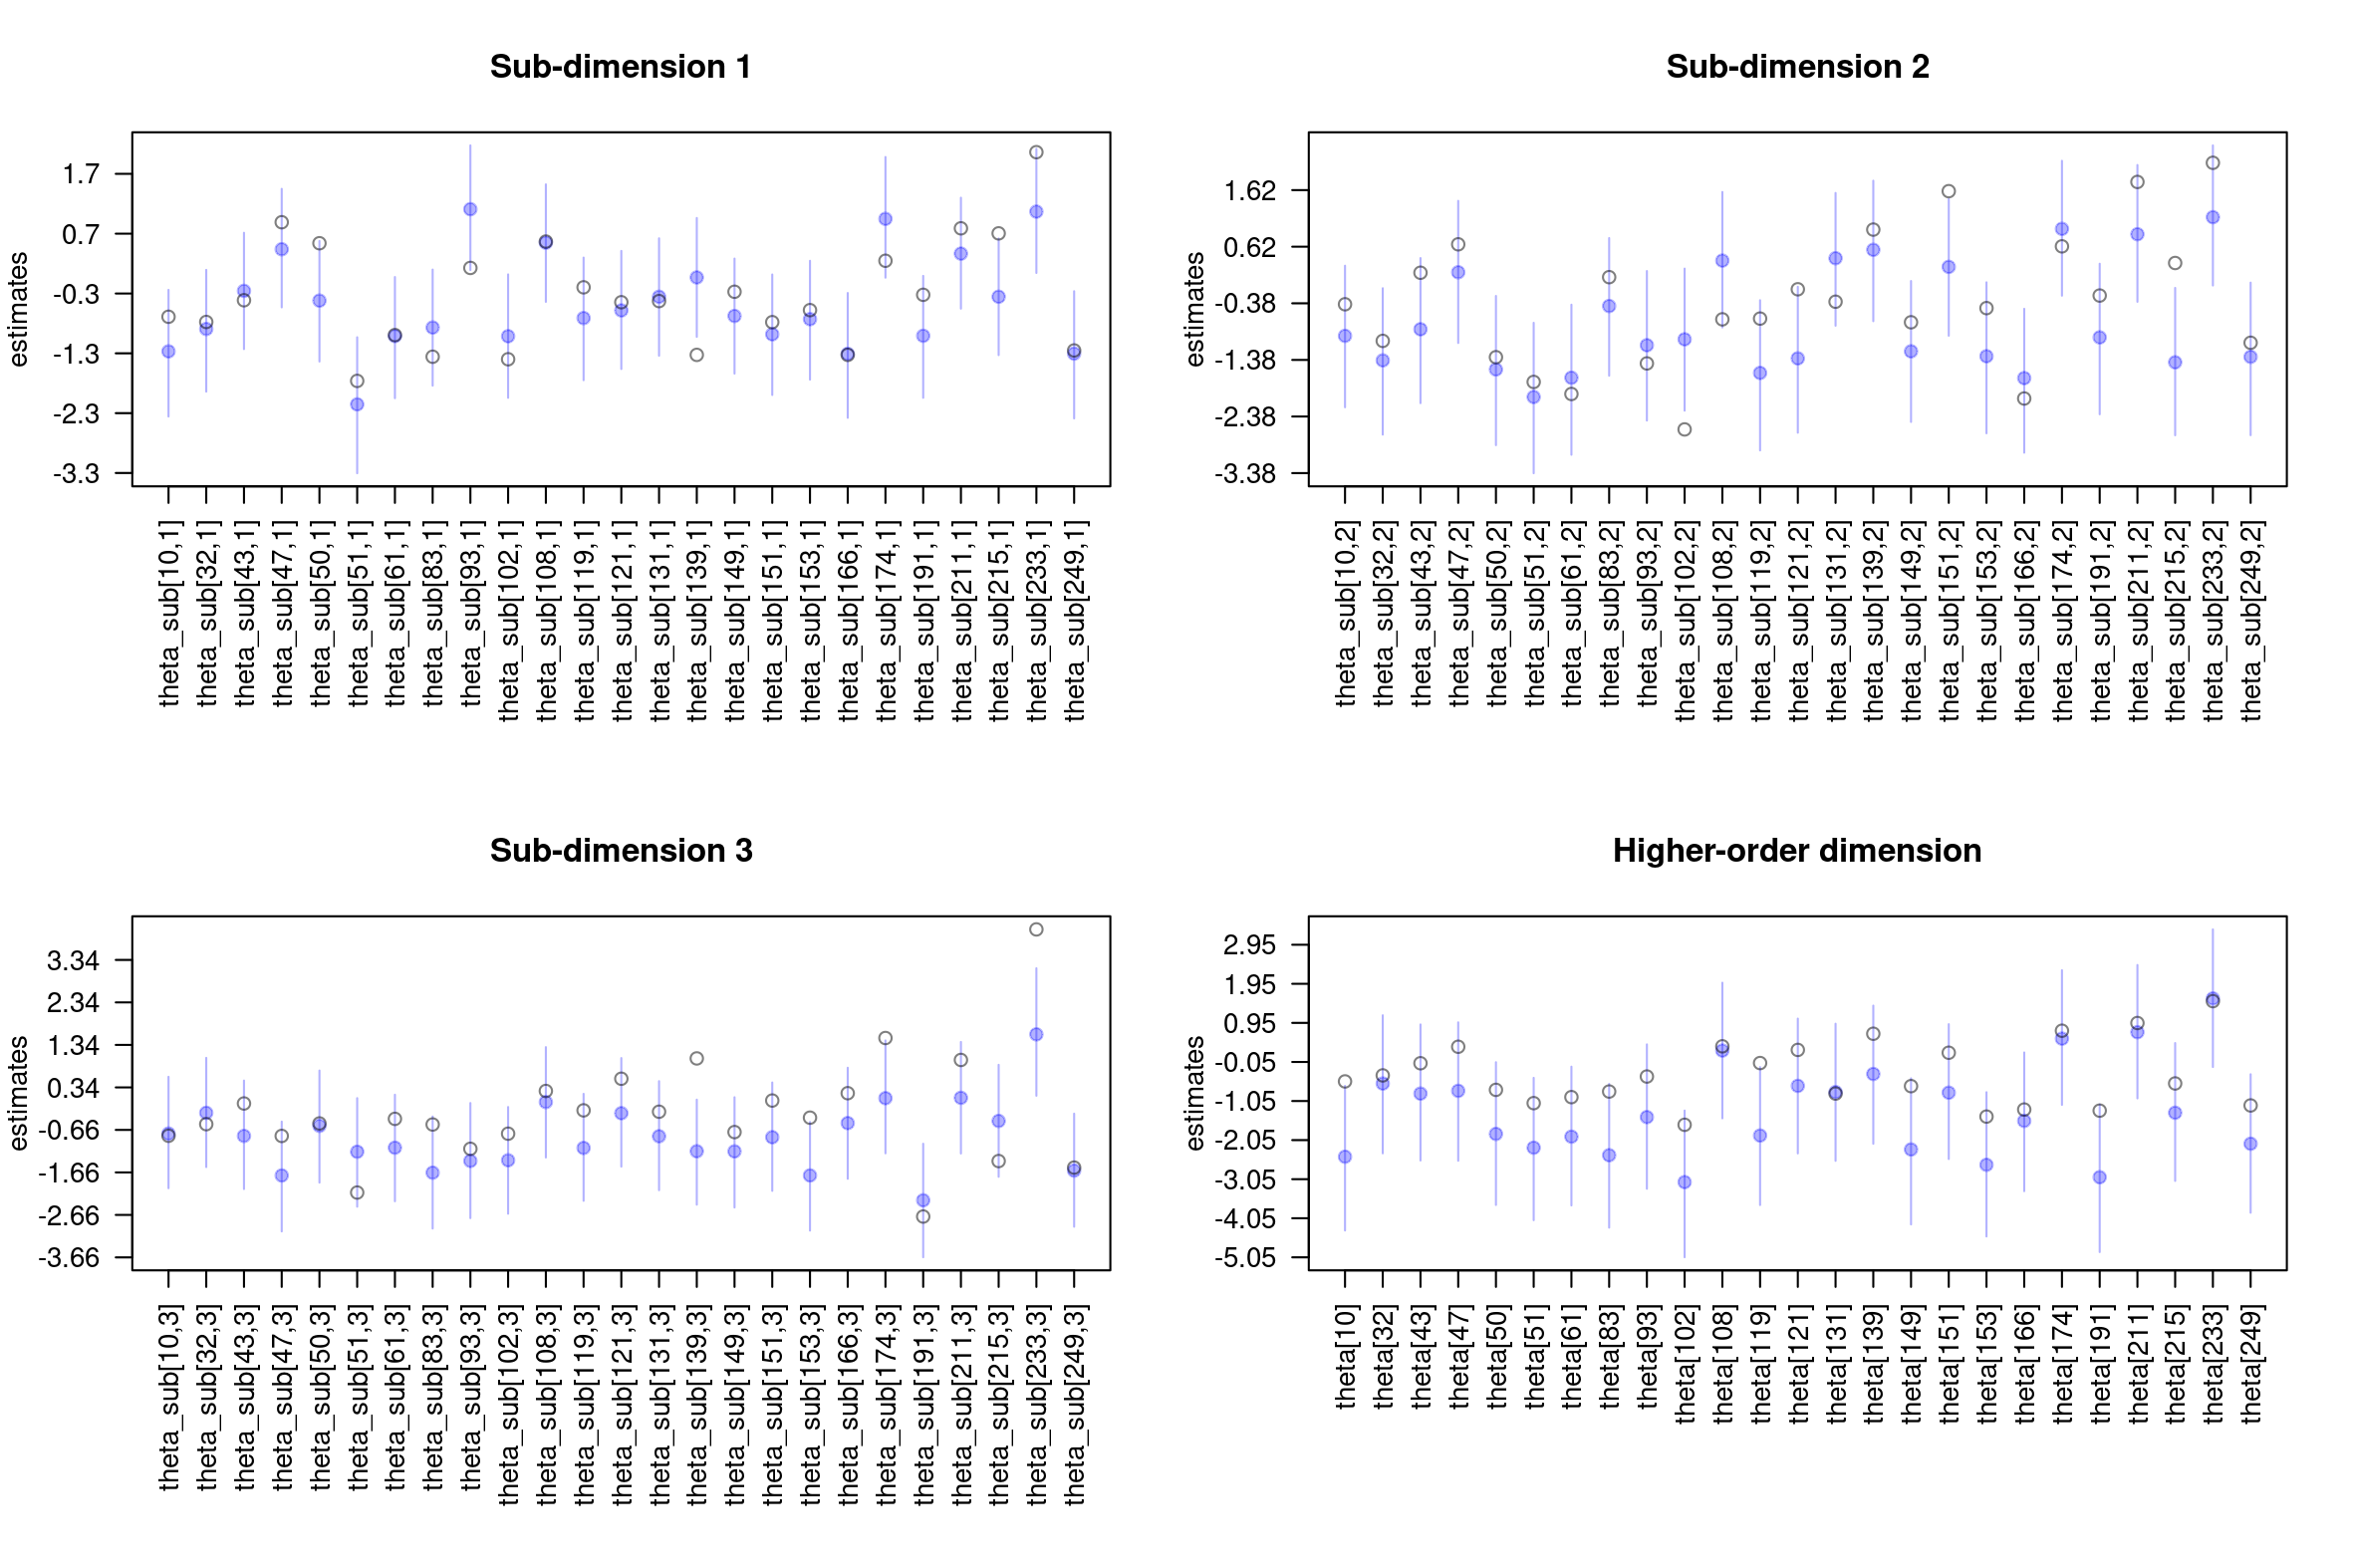 Sub-dimension 1
estimates
1.7
0.7
-0.3
-1.3
-2.3
-3.3
theta_sub[10,1]
theta_sub[32,1]
theta_sub[43,1]
theta_sub[47,1]
theta_sub[50,1]
theta_sub[51,1]
theta_sub[61,1]
theta_sub[83,1]
theta_sub[93,1]
theta_sub[102,1]
theta_sub[108,1]
theta_sub[119,1]
theta_sub[121,1]
theta_sub[131,1]
theta_sub[139,1]
theta_sub[149,1]
theta_sub[151,1]
theta_sub[153,1]
theta_sub[166,1]
theta_sub[174,1]
theta_sub[191,1]
theta_sub[211,1]
theta_sub[215,1]
theta_sub[233,1]
theta_sub[249,1]
Sub-dimension 2
estimates
1.62
0.62
-0.38
-1.38
-2.38
-3.38
theta_sub[10,2]
theta_sub[32,2]
theta_sub[43,2]
theta_sub[47,2]
theta_sub[50,2]
theta_sub[51,2]
theta_sub[61,2]
theta_sub[83,2]
theta_sub[93,2]
theta_sub[102,2]
theta_sub[108,2]
theta_sub[119,2]
theta_sub[121,2]
theta_sub[131,2]
theta_sub[139,2]
theta_sub[149,2]
theta_sub[151,2]
theta_sub[153,2]
theta_sub[166,2]
theta_sub[174,2]
theta_sub[191,2]
theta_sub[211,2]
theta_sub[215,2]
theta_sub[233,2]
theta_sub[249,2]
Sub-dimension 3
estimates
3.34
2.34
1.34
0.34
-0.66
-1.66
-2.66
-3.66
theta_sub[10,3]
theta_sub[32,3]
theta_sub[43,3]
theta_sub[47,3]
theta_sub[50,3]
theta_sub[51,3]
theta_sub[61,3]
theta_sub[83,3]
theta_sub[93,3]
theta_sub[102,3]
theta_sub[108,3]
theta_sub[119,3]
theta_sub[121,3]
theta_sub[131,3]
theta_sub[139,3]
theta_sub[149,3]
theta_sub[151,3]
theta_sub[153,3]
theta_sub[166,3]
theta_sub[174,3]
theta_sub[191,3]
theta_sub[211,3]
theta_sub[215,3]
theta_sub[233,3]
theta_sub[249,3]
Higher-order dimension
estimates
2.95
1.95
0.95
-0.05
-1.05
-2.05
-3.05
-4.05
-5.05
theta[10]
theta[32]
theta[43]
theta[47]
theta[50]
theta[51]
theta[61]
theta[83]
theta[93]
theta[102]
theta[108]
theta[119]
theta[121]
theta[131]
theta[139]
theta[149]
theta[151]
theta[153]
theta[166]
theta[174]
theta[191]
theta[211]
theta[215]
theta[233]
theta[249]